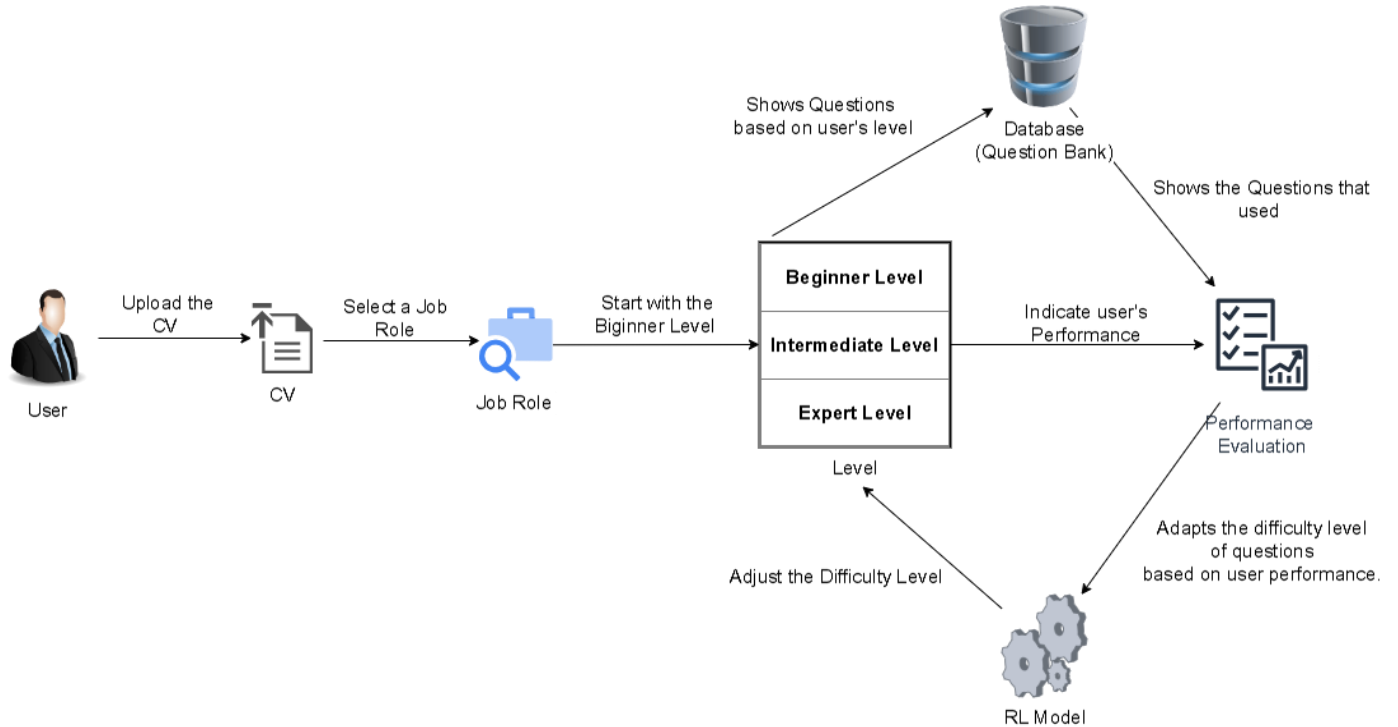 Shows Questions
based on user's level
Database
(Question Bank)
Shows the Questions that
used
Upload the
CV
Select a Job
Role
Start with the
Biginner Level
Beginner Level
Intermediate Level
Expert Level
Indicate user's
Performance
User
CV
Job Role
Level
Performance
Evaluation
Adapts the difficulty level
of questions
based on user performance.
Adjust the Difficulty Level
RL Model